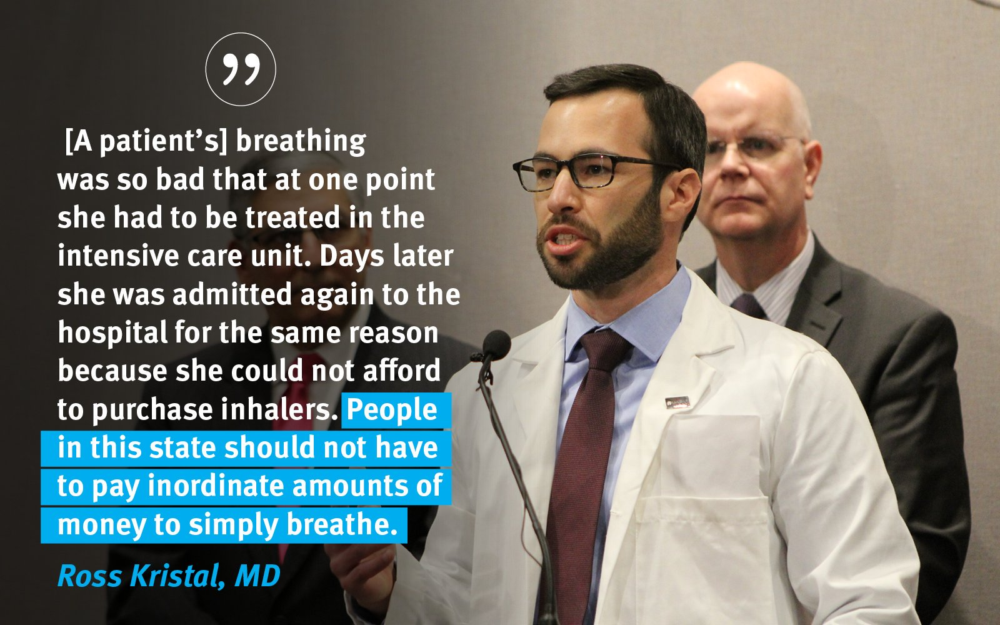 ”
[A patient’s] breathing
was so bad that at one point
she had to be treated in the
intensive care unit. Days later
she was admitted again to the
hospital for the same reason
because she could not afford
to purchase inhalers. People
in this state should not have
to pay inordinate amounts of
money to simply breathe.
Ross Kristal, MD